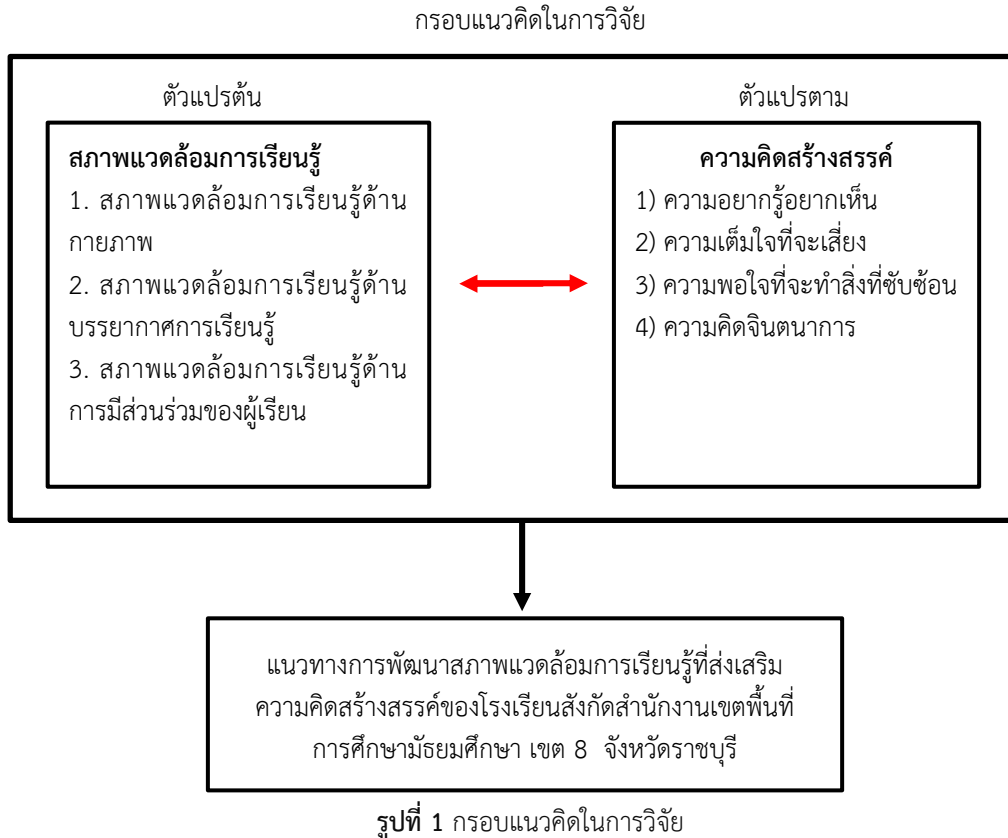 กรอบแนวคิดในการวิจัย
ตัวแปรต้น
สภาพแวดล้อมการเรียนรู้
1. สภาพแวดล้อมการเรียนรู้ด้าน
กายภาพ
2. สภาพแวดล้อมการเรียนรู้ด้าน
บรรยากาศการเรียนรู้
3. สภาพแวดล้อมการเรียนรู้ด้าน
การมีส่วนร่วมของผู้เรียน
ตัวแปรตาม
ความคิดสร้างสรรค์
1) ความอยากรู้อยากเห็น
2) ความเต็มใจที่จะเสี่ยง
3) ความพอใจที่จะทำสิ่งที่ซับซ้อน
4) ความคิดจินตนาการ
แนวทางการพัฒนาสภาพแวดล้อมการเรียนรู้ที่ส่งเสริม
ความคิดสร้างสรรค์ของโรงเรียนสังกัดสำนักงานเขตพื้นที่
การศึกษามัธยมศึกษา เขต 8 จังหวัดราชบุรี
รูปที่ 1 กรอบแนวคิดในการวิจัย